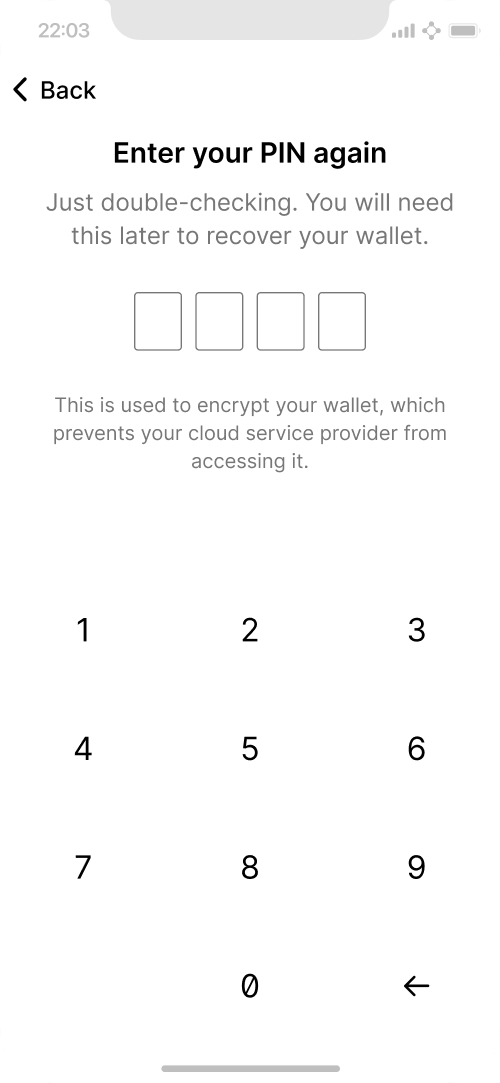 22:03
Back
Enter your PIN again
Just double-checking. You will need
this later to recover your wallet.
This is used to encrypt your wallet, which
prevents your cloud service provider from
accessing it.
1 2 3
4 5 6
7 8 9
0 ←